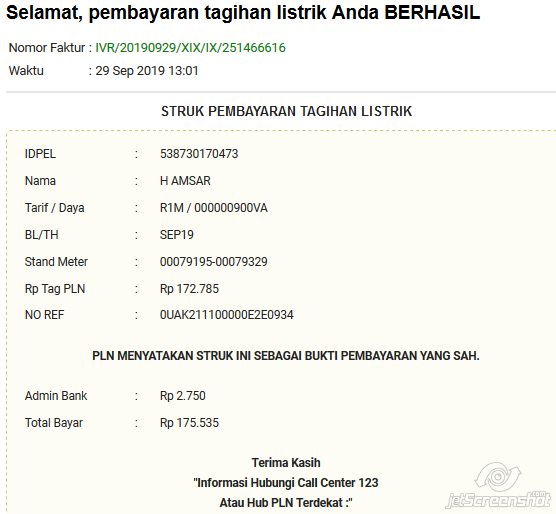 Selamat, pembayaran tagihan listrik Anda BERHASIL
Nomor Faktur : IVR/20190929/XIX/IX/251466616
Waktu : 29 Sep 2019 13:01
STRUK PEMBAYARAN TAGIHAN LISTRIK
IDPEL : 538730170473
Nama : H AMSAR
Tarif / Daya : R1M / 000000900VA
BL/TH : SEP19
Stand Meter : 00079195-00079329
Rp Tag PLN : Rp 172.785
NO REF : 0UAK211100000E2E0934
PLN MENYATAKAN STRUK INI SEBAGAI BUKTI PEMBAYARAN YANG SAH.
Admin Bank : Rp 2.750
Total Bayar : Rp 175.535
Terima Kasih
"Informasi Hubungi Call Center 123
Atau Hub PLN Terdekat :"
jetScreenshot.com